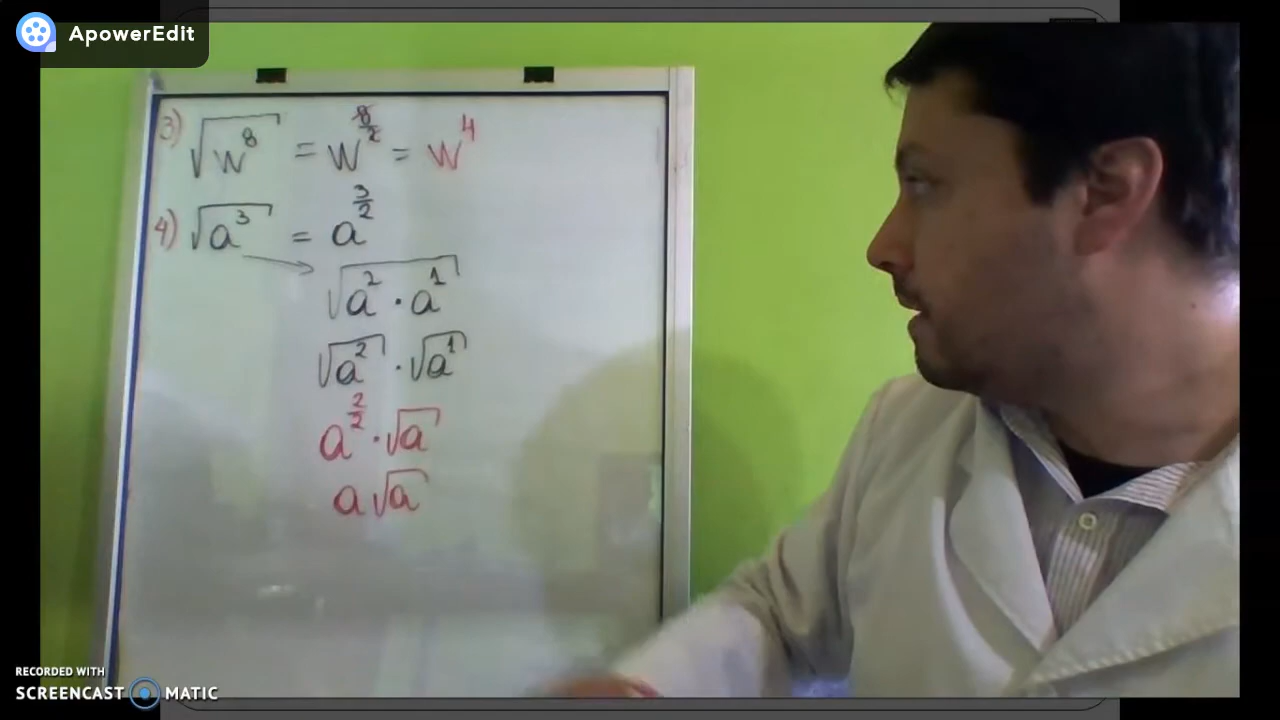 ApowerEdit
3) √w⁸ = w^(8/2) = w⁴
4) √a³ = a^(3/2)
√a² · a¹
√a² · √a¹
a^(2/2) · √a
a√a
RECORDED WITH
SCREENCAST MATIC